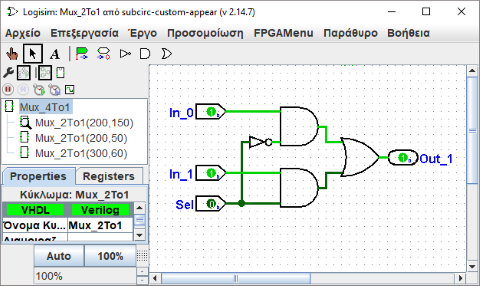 Logisim: Mux_2To1 από subcirc-custom-appear (v 2.14.7)
Αρχείο Επεξεργασία Έργο Προσομοίωση FPGAMenu Παράθυρο Βοήθεια
A
Mux_4To1
Mux_2To1(200,150)
Mux_2To1(200,50)
Mux_2To1(300,60)
Properties Registers
Κύκλωμα: Mux_2To1
VHDL Verilog
Όνομα Κυ... Mux_2To1
Auto 100%
100%
In_0 1
In_1 1
Sel 0
1 Out_1